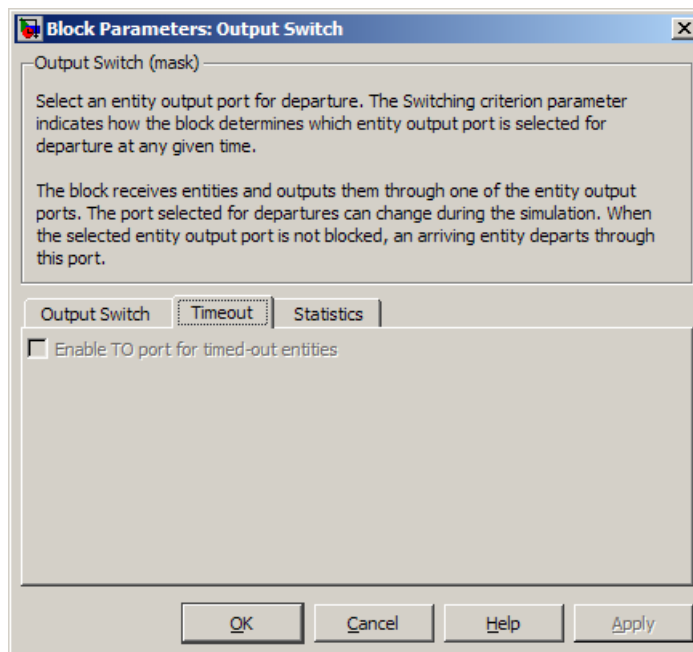 Block Parameters: Output Switch
Output Switch (mask)
Select an entity output port for departure. The Switching criterion parameter
indicates how the block determines which entity output port is selected for
departure at any given time.
The block receives entities and outputs them through one of the entity output
ports. The port selected for departures can change during the simulation. When
the selected entity output port is not blocked, an arriving entity departs through
this port.
Output Switch Timeout Statistics
Enable TO port for timed-out entities
OK Cancel Help Apply